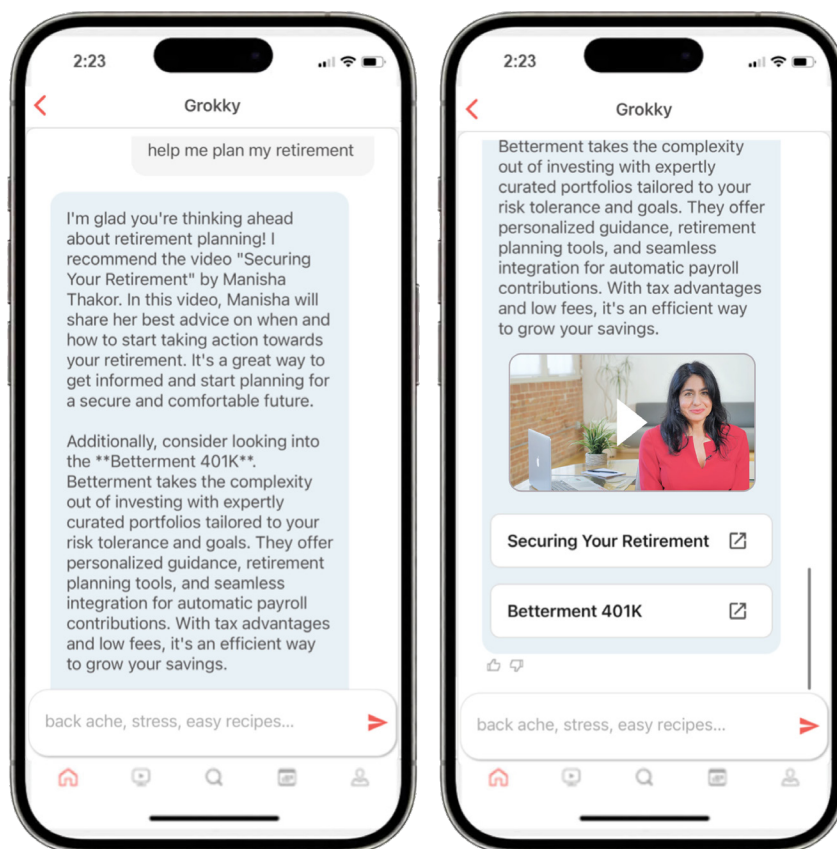 2:23
Grokky
help me plan my retirement
I'm glad you're thinking ahead
about retirement planning! I
recommend the video "Securing
Your Retirement" by Manisha
Thakor. In this video, Manisha will
share her best advice on when and
how to start taking action towards
your retirement. It's a great way to
get informed and start planning for
a secure and comfortable future.
Additionally, consider looking into
the **Betterment 401K**.
Betterment takes the complexity
out of investing with expertly
curated portfolios tailored to your
risk tolerance and goals. They offer
personalized guidance, retirement
planning tools, and seamless
integration for automatic payroll
contributions. With tax advantages
and low fees, it's an efficient way
to grow your savings.
back ache, stress, easy recipes...
2:23
Grokky
Betterment takes the complexity
out of investing with expertly
curated portfolios tailored to your
risk tolerance and goals. They offer
personalized guidance, retirement
planning tools, and seamless
integration for automatic payroll
contributions. With tax advantages
and low fees, it's an efficient way
to grow your savings.
Securing Your Retirement
Betterment 401K
back ache, stress, easy recipes...